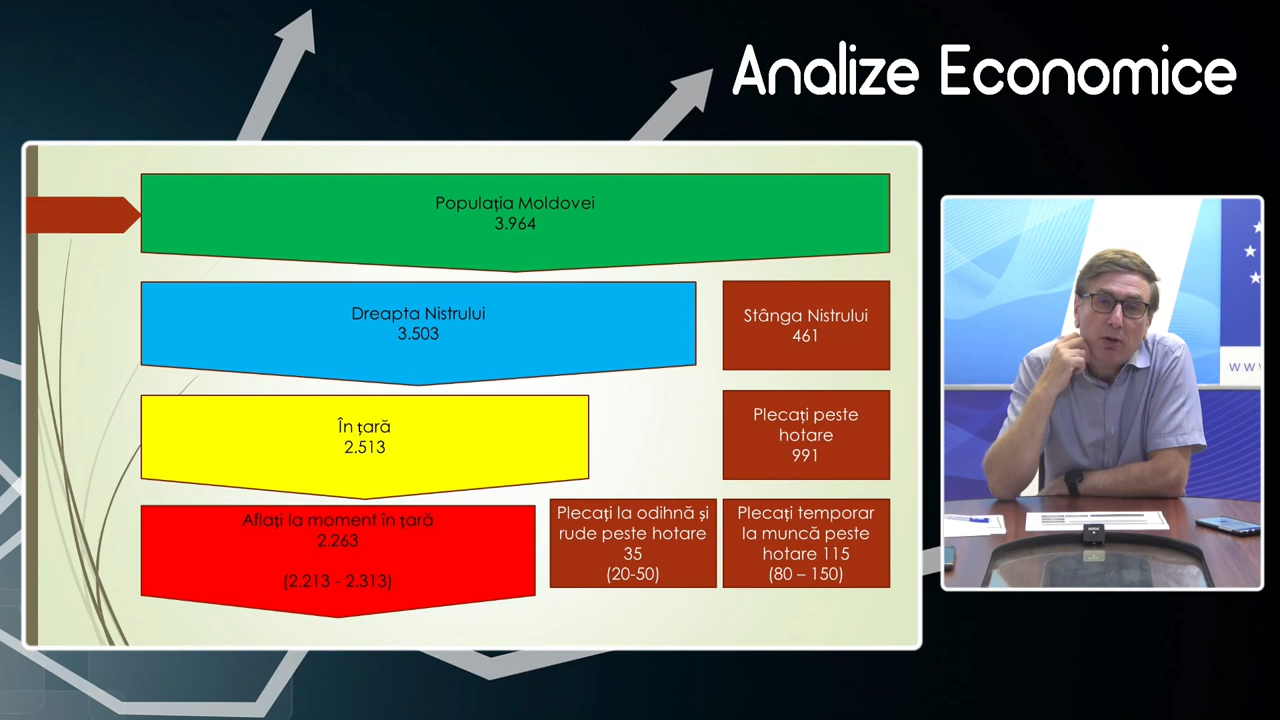 Analize Economice
Populația Moldovei
3.964
Dreapta Nistrului
3.503
Stânga Nistrului
461
În țară
2.513
Plecați peste
hotare
991
Aflați la moment în țară
2.263
(2.213 - 2.313)
Plecați la odihnă și
rude peste hotare
35
(20-50)
Plecați temporar
la muncă peste
hotare 115
(80 – 150)
WW